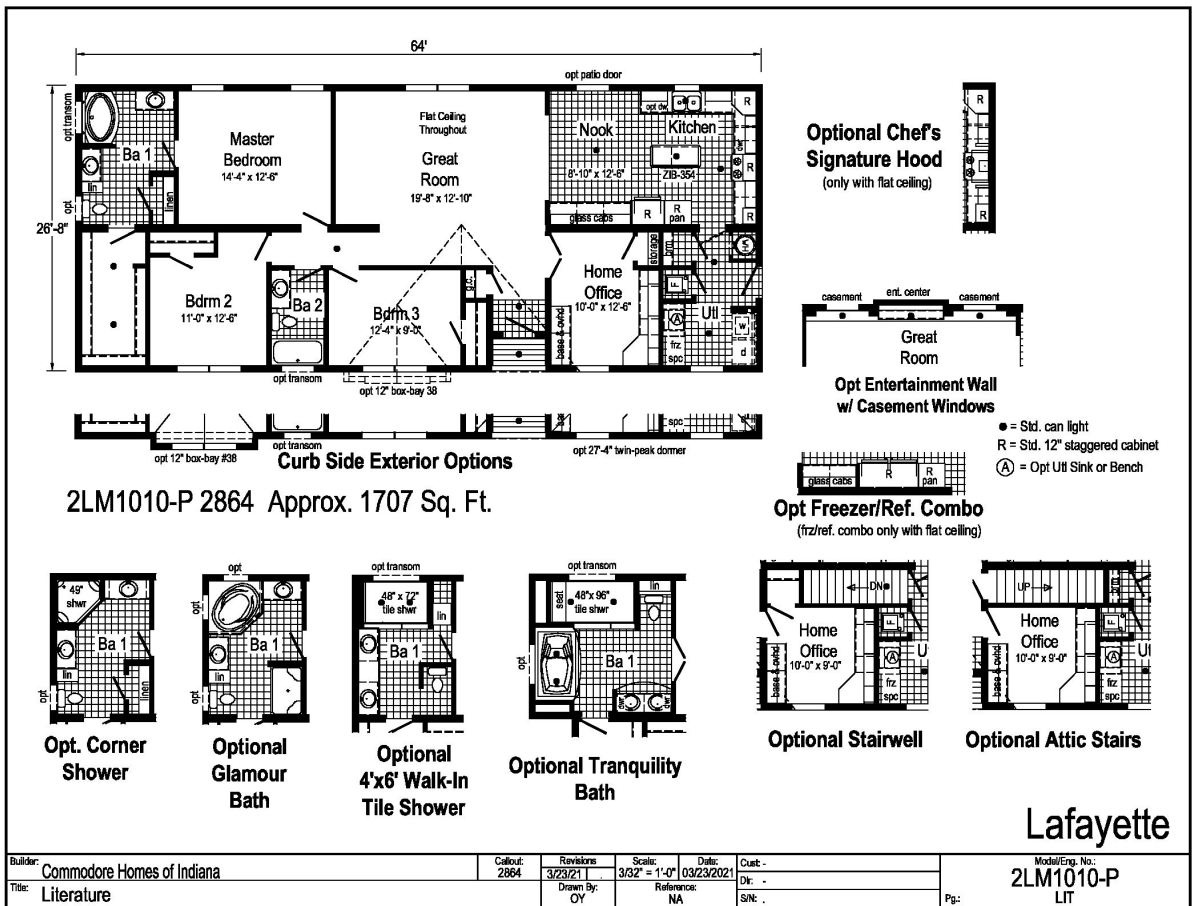 64'
26'-8"
opt transom
opt
Ba 1
lin
linen
Master
Bedroom
14'-4" x 12'-6"
Flat Ceiling
Throughout
Great
Room
19'-8" x 12'-10"
opt patio door
Nook
8'-10" x 12'-6"
opt dw
Kitchen
R
ZIB-354
dw
R
R
glass cabs
R
R
pan
Bdrm 2
11'-0" x 12'-6"
Ba 2
Bdrm 3
12'-4" x 9'-0"
g.c.
Home
Office
10'-0" x 12'-6"
storage
base & ovhd
brm
HW
F
A
frz
spc
Utl
w
d
opt transom
opt 12" box-bay 38
opt 12" box-bay #38
opt transom
opt 27'-4" twin-peak dormer
spc
Curb Side Exterior Options
2LM1010-P 2864 Approx. 1707 Sq. Ft.
Optional Chef's
Signature Hood
(only with flat ceiling)
R
R
casement
ent. center
casement
Great
Room
Opt Entertainment Wall
w/ Casement Windows
● = Std. can light
R = Std. 12" staggered cabinet
A = Opt Utl Sink or Bench
glass cabs
R
R
pan
Opt Freezer/Ref. Combo
(frz/ref. combo only with flat ceiling)
49"
shwr
Ba 1
lin
linen
opt
Opt. Corner
Shower
opt
opt
Ba 1
lin
opt
Optional
Glamour
Bath
opt transom
48" x 72"
tile shwr
lin
Ba 1
Optional
4'x6' Walk-In
Tile Shower
opt transom
seat
48"x 96"
tile shwr
lin
opt
Ba 1
dwr
dwr
Optional Tranquility
Bath
DN
Home
Office
10'-0" x 9'-0"
base & ovhd
F
A
frz
spc
Ut
Optional Stairwell
UP
brm
Home
Office
10'-0" x 9'-0"
base & ovhd
F
A
frz
spc
Ut
Optional Attic Stairs
Lafayette
Builder: Commodore Homes of Indiana
Title: Literature
Callout:
2864
Revisions
3/23/21
Drawn By:
OY
Scale:
3/32" = 1'-0"
Date:
03/23/2021
Reference:
NA
Cust: -
Dlr: -
S/N: .
Model/Eng. No.:
2LM1010-P
Pg.: LIT